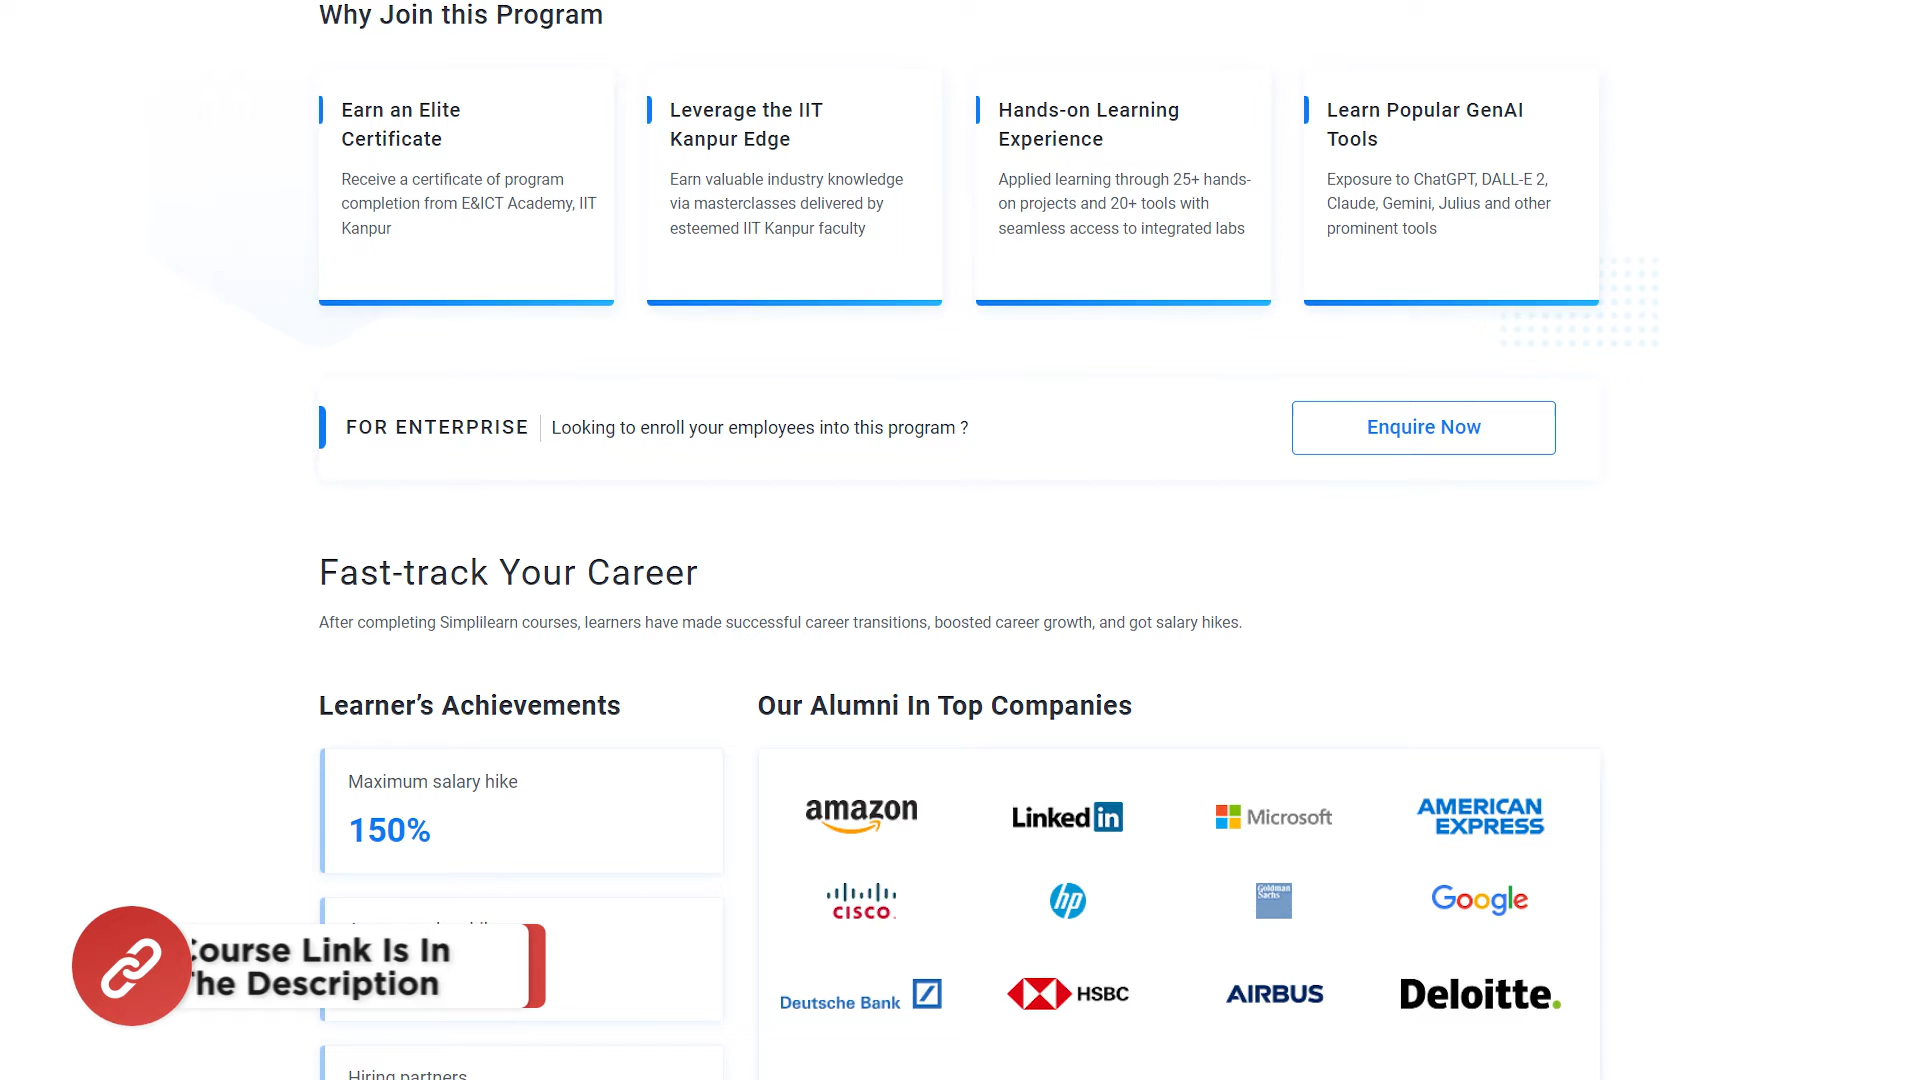 Why Join this Program
Earn an Elite
Certificate
Receive a certificate of program
completion from E&ICT Academy, IIT
Kanpur
Leverage the IIT
Kanpur Edge
Earn valuable industry knowledge
via masterclasses delivered by
esteemed IIT Kanpur faculty
Hands-on Learning
Experience
Applied learning through 25+ hands-
on projects and 20+ tools with
seamless access to integrated labs
Learn Popular GenAI
Tools
Exposure to ChatGPT, DALL-E 2,
Claude, Gemini, Julius and other
prominent tools
FOR ENTERPRISE
Looking to enroll your employees into this program ?
Enquire Now
Fast-track Your Career
After completing Simplilearn courses, learners have made successful career transitions, boosted career growth, and got salary hikes.
Learner’s Achievements
Maximum salary hike
150%
Course Link Is In
The Description
Hiring partners
Our Alumni In Top Companies
amazon
Linked in
Microsoft
AMERICAN
EXPRESS
CISCO
hp
Goldman
Sachs
Google
Deutsche Bank
HSBC
AIRBUS
Deloitte.